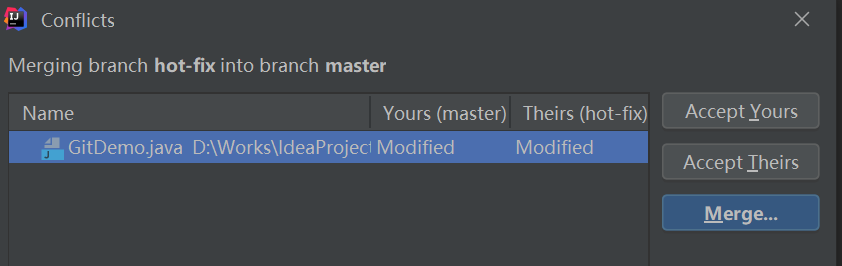 Conflicts
Merging branch hot-fix into branch master
Name Yours (master) Theirs (hot-fix)
GitDemo.java D:\Works\IdeaProject Modified Modified
Accept Yours
Accept Theirs
Merge...